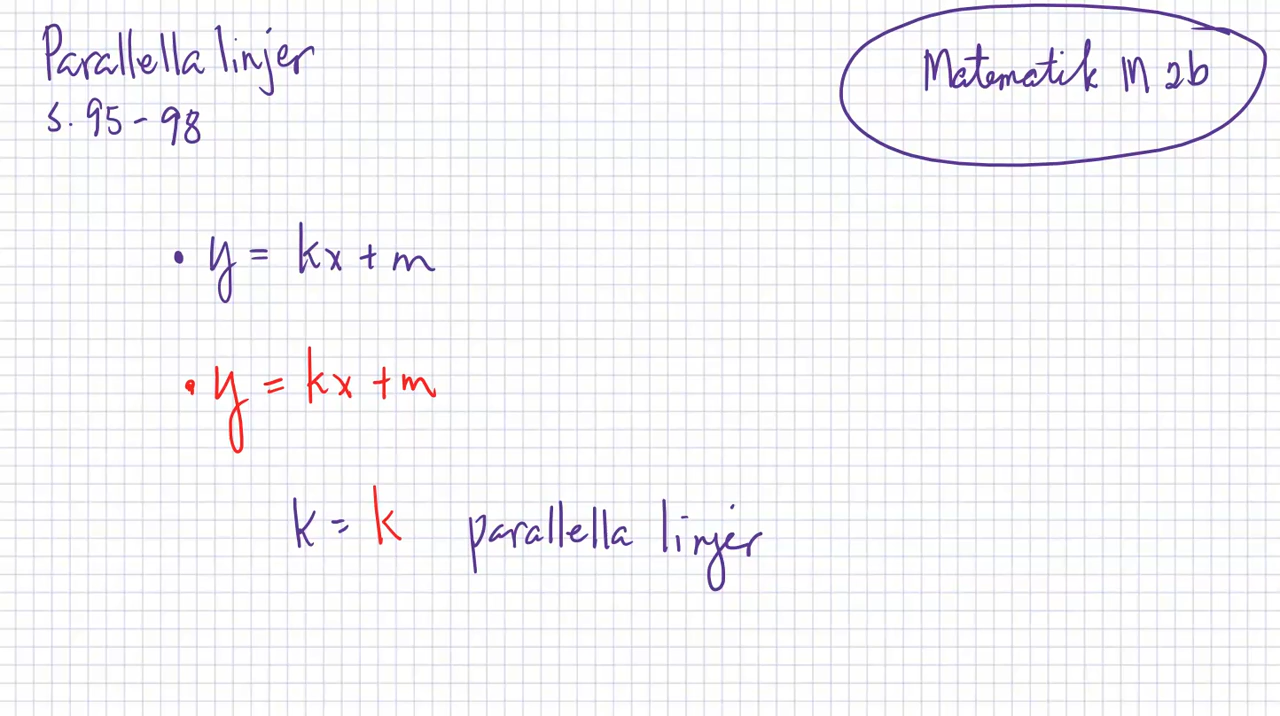 Parallella linjer
s. 95 - 98
Matematik M 2b
• y = kx + m
• y = kx + m
k = k parallella linjer